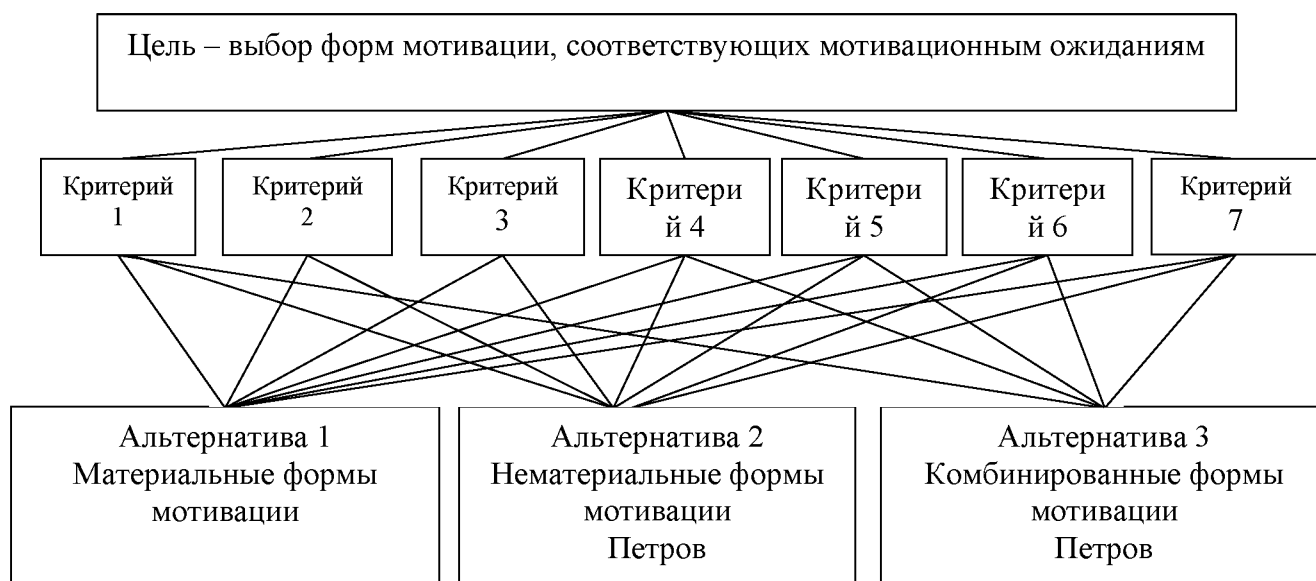 Цель – выбор форм мотивации, соответствующих мотивационным ожиданиям
Критерий
1
Критерий
2
Критерий
3
Критери
й 4
Критери
й 5
Критери
й 6
Критерий
7
Альтернатива 1
Материальные формы
мотивации
Альтернатива 2
Нематериальные формы
мотивации
Петров
Альтернатива 3
Комбинированные формы
мотивации
Петров